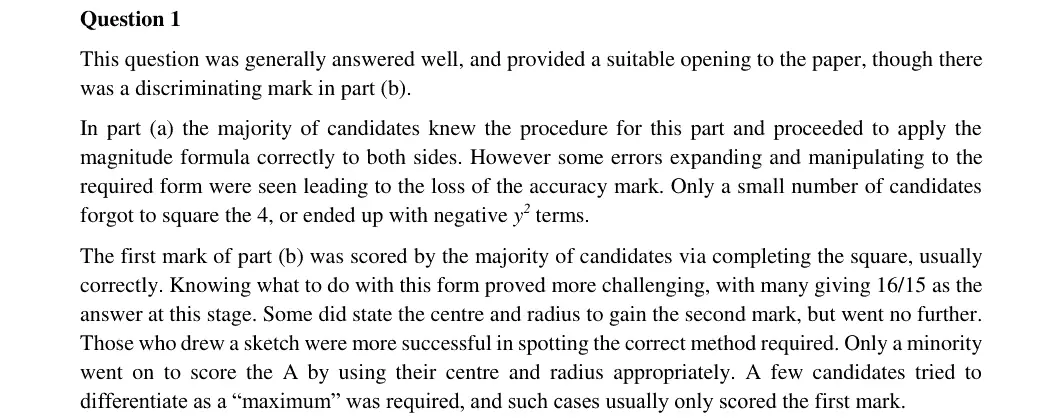 Question 1
This question was generally answered well, and provided a suitable opening to the paper, though there
was a discriminating mark in part (b).
In part (a) the majority of candidates knew the procedure for this part and proceeded to apply the
magnitude formula correctly to both sides. However some errors expanding and manipulating to the
required form were seen leading to the loss of the accuracy mark. Only a small number of candidates
forgot to square the 4, or ended up with negative y² terms.
The first mark of part (b) was scored by the majority of candidates via completing the square, usually
correctly. Knowing what to do with this form proved more challenging, with many giving 16/15 as the
answer at this stage. Some did state the centre and radius to gain the second mark, but went no further.
Those who drew a sketch were more successful in spotting the correct method required. Only a minority
went on to score the A by using their centre and radius appropriately. A few candidates tried to
differentiate as a “maximum” was required, and such cases usually only scored the first mark.